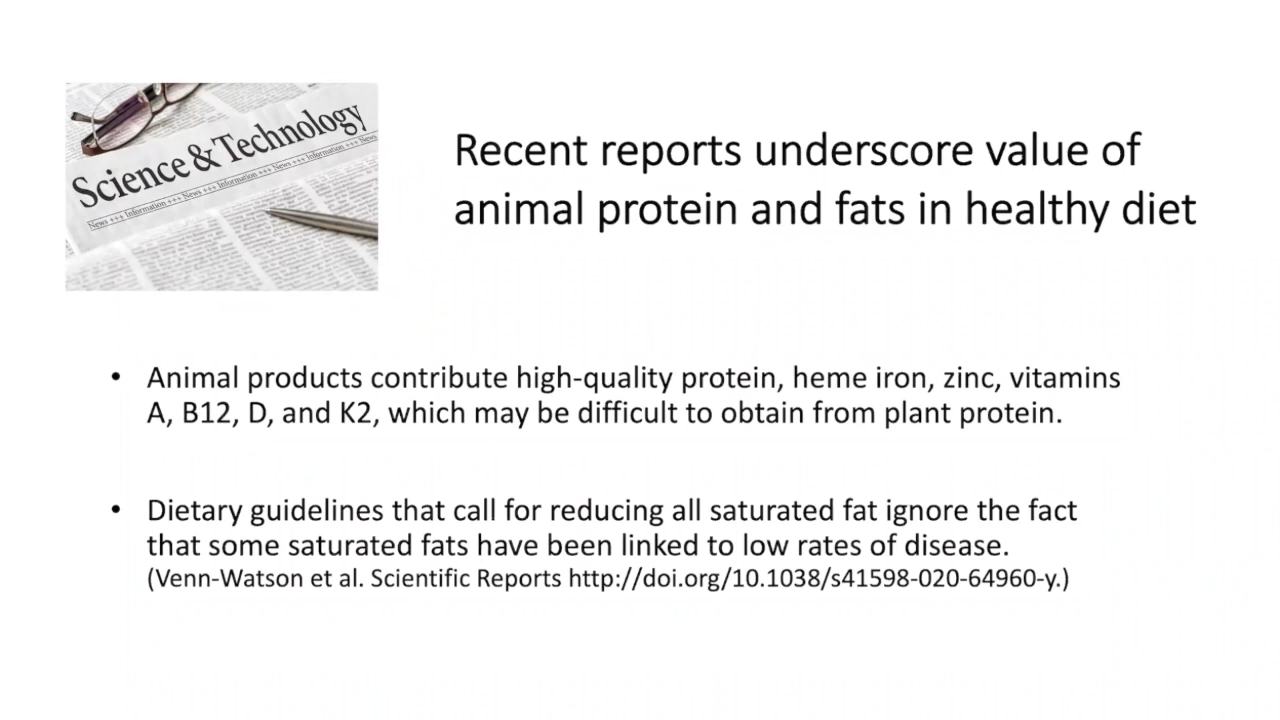 Science & Technology
News +++ Information +++ News +++ Information +++ News +++ Information +++ News
Recent reports underscore value of
animal protein and fats in healthy diet
• Animal products contribute high-quality protein, heme iron, zinc, vitamins
A, B12, D, and K2, which may be difficult to obtain from plant protein.
• Dietary guidelines that call for reducing all saturated fat ignore the fact
that some saturated fats have been linked to low rates of disease.
(Venn-Watson et al. Scientific Reports http://doi.org/10.1038/s41598-020-64960-y.)